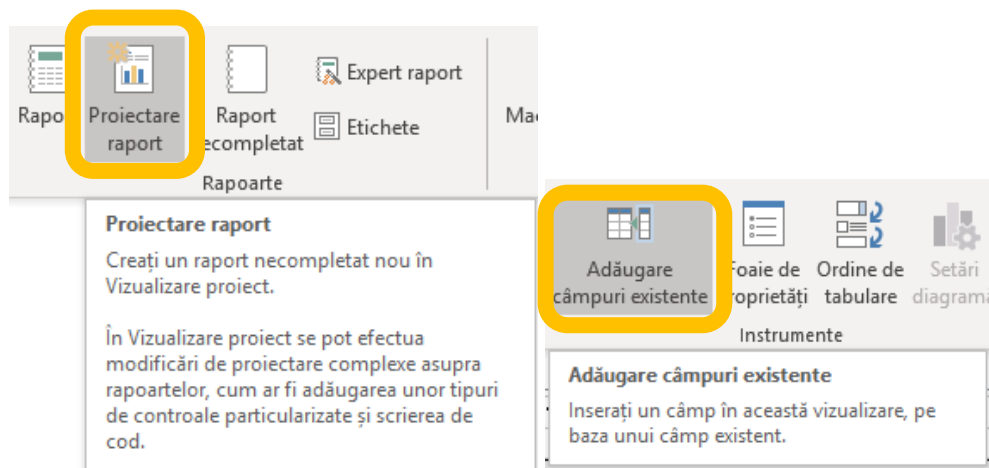 Expert raport
Proiectare
raport
Raport
Etichete
Rapoarte
Proiectare raport
Creați un raport necompletat nou în
Vizualizare proiect.
În Vizualizare proiect se pot efectua
modificări de proiectare complexe asupra
rapoartelor, cum ar fi adăugarea unor tipuri
de controale particularizate și scrierea de
cod.
Adăugare
câmpuri existente
de
Ordine de
tabulare
Setări
Instrumente
Adăugare câmpuri existente
Inserați un câmp în această vizualizare, pe
baza unui câmp existent.